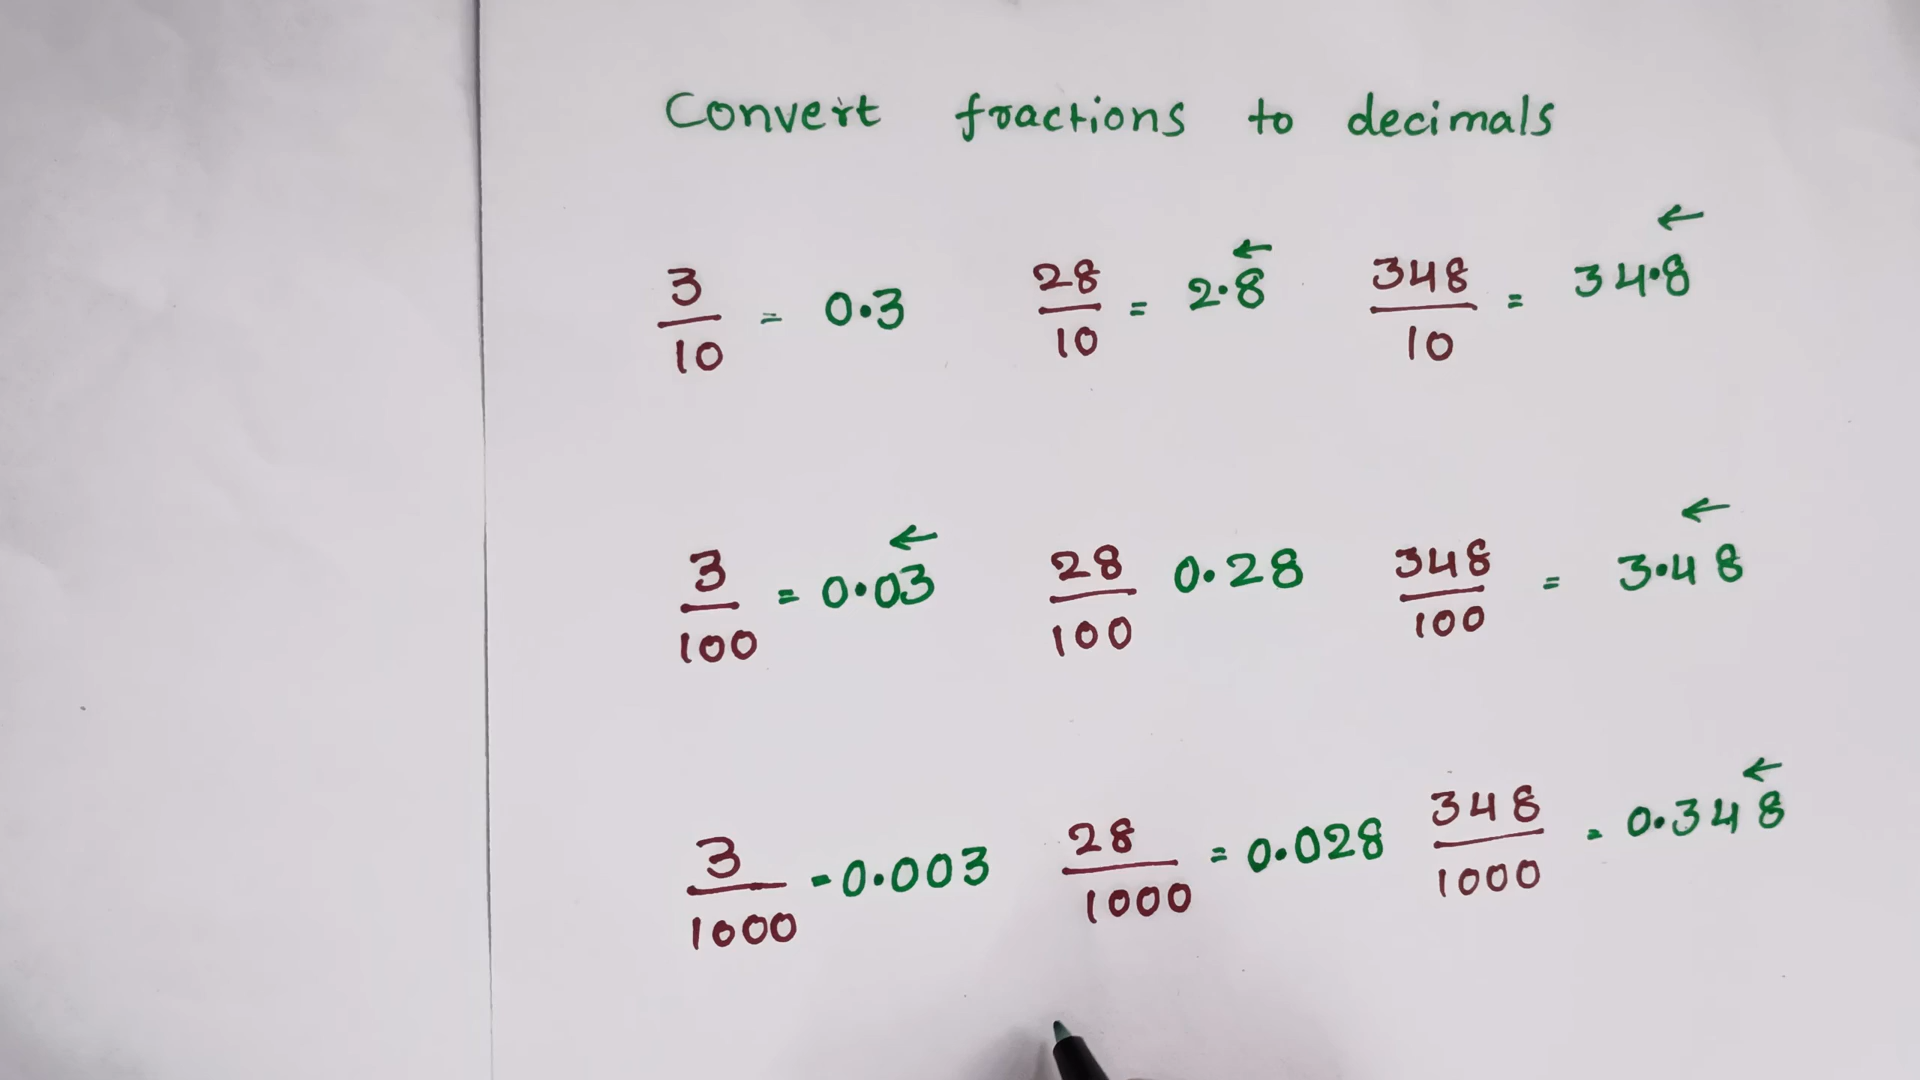 Convert fractions to decimals
3/10 = 0.3 28/10 = 2.8 ← 348/10 = 34.8 ←
3/100 = 0.03 ← 28/100 0.28 348/100 = 3.48 ←
3/1000 = 0.003 28/1000 = 0.028 348/1000 = 0.348 ←